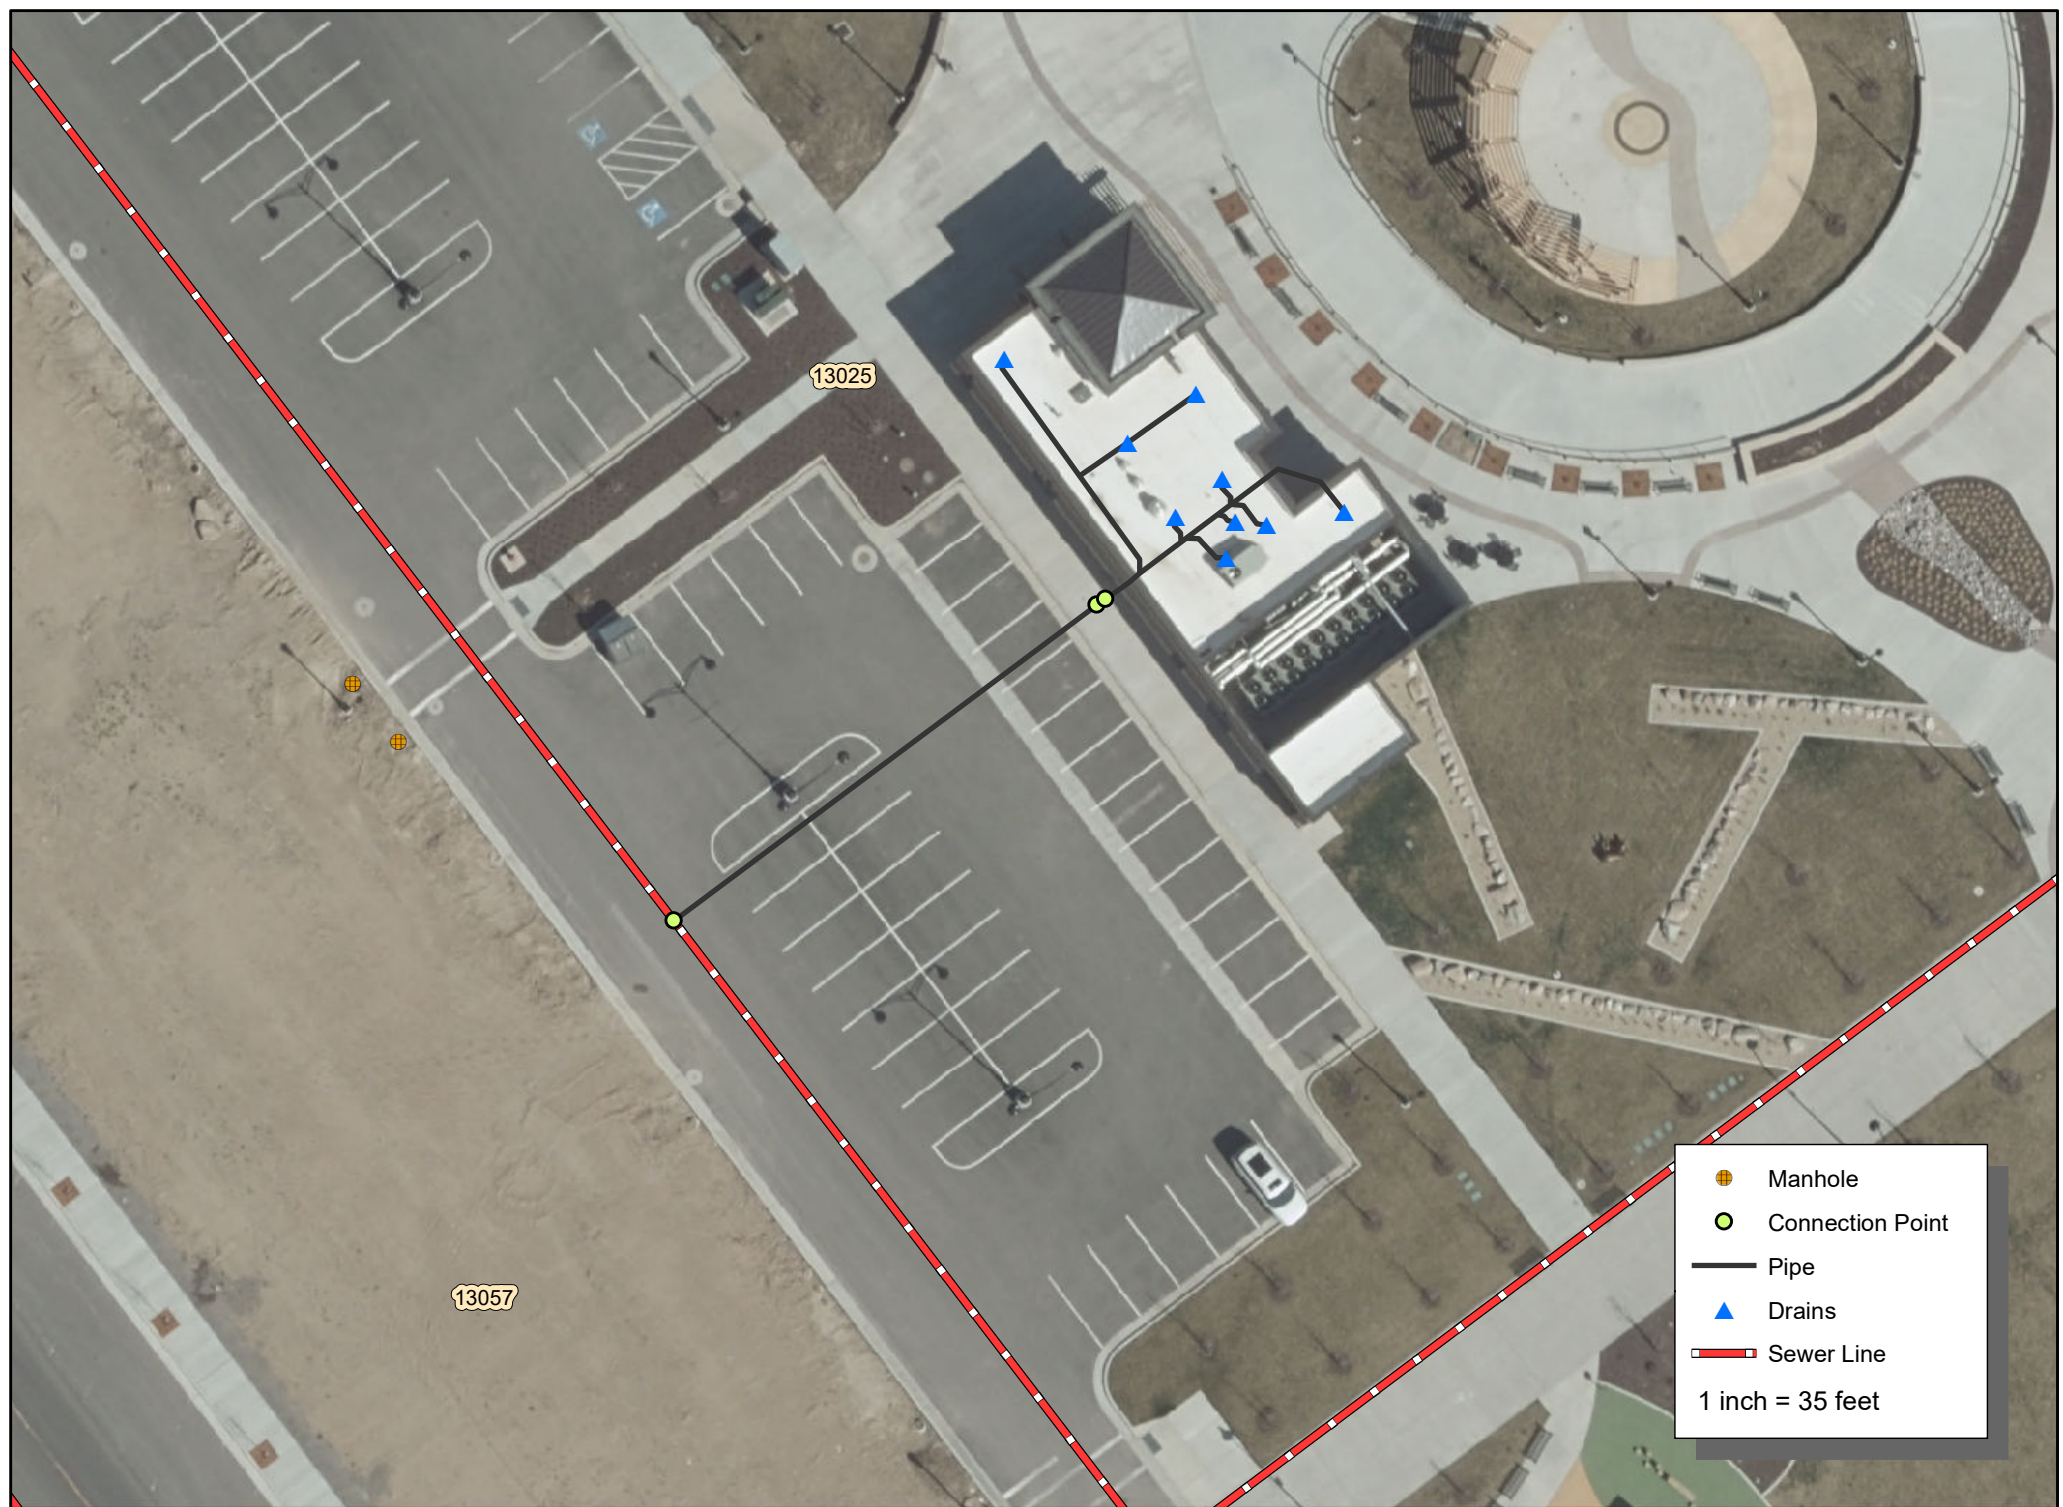 13025
13057
Manhole
Connection Point
Pipe
Drains
Sewer Line
1 inch = 35 feet